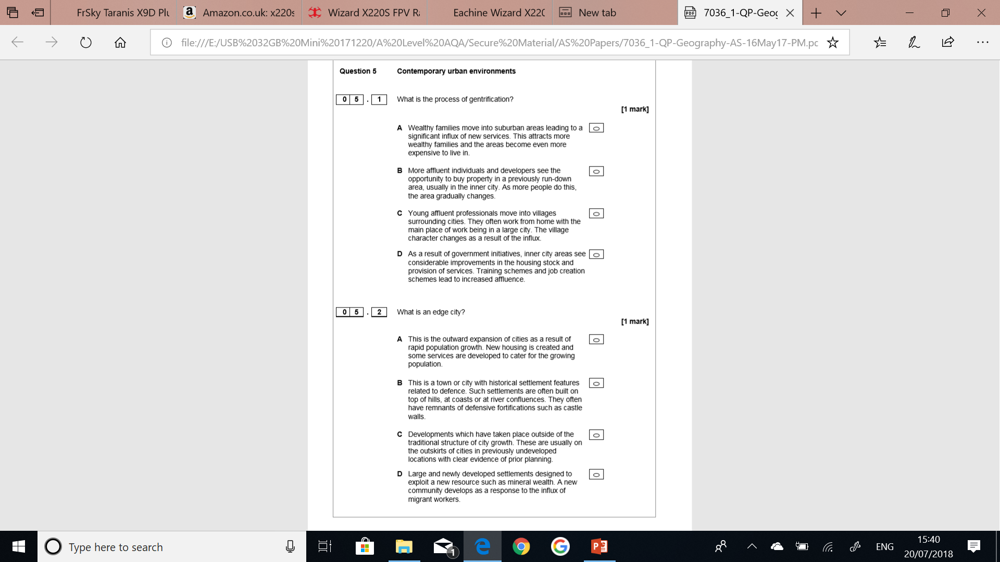 FrSky Taranis X9D Plu
Amazon.co.uk: x220s
Wizard X220S FPV Ra
Eachine Wizard X220
New tab
7036_1-QP-Geog
file:///E:/USB%2032GB%20Mini%20171220/A%20Level%20AQA/Secure%20Material/AS%20Papers/7036_1-QP-Geography-AS-16May17-PM.pc
Question 5 Contemporary urban environments
0 5 . 1 What is the process of gentrification?
[1 mark]
A Wealthy families move into suburban areas leading to a
significant influx of new services. This attracts more
wealthy families and the areas become even more
expensive to live in.
B More affluent individuals and developers see the
opportunity to buy property in a previously run-down
area, usually in the inner city. As more people do this,
the area gradually changes.
C Young affluent professionals move into villages
surrounding cities. They often work from home with the
main place of work being in a large city. The village
character changes as a result of the influx.
D As a result of government initiatives, inner city areas see
considerable improvements in the housing stock and
provision of services. Training schemes and job creation
schemes lead to increased affluence.
0 5 . 2 What is an edge city?
[1 mark]
A This is the outward expansion of cities as a result of
rapid population growth. New housing is created and
some services are developed to cater for the growing
population.
B This is a town or city with historical settlement features
related to defence. Such settlements are often built on
top of hills, at coasts or at river confluences. They often
have remnants of defensive fortifications such as castle
walls.
C Developments which have taken place outside of the
traditional structure of city growth. These are usually on
the outskirts of cities in previously undeveloped
locations with clear evidence of prior planning.
D Large and newly developed settlements designed to
exploit a new resource such as mineral wealth. A new
community develops as a response to the influx of
migrant workers.
Type here to search
1
ENG
15:40
20/07/2018